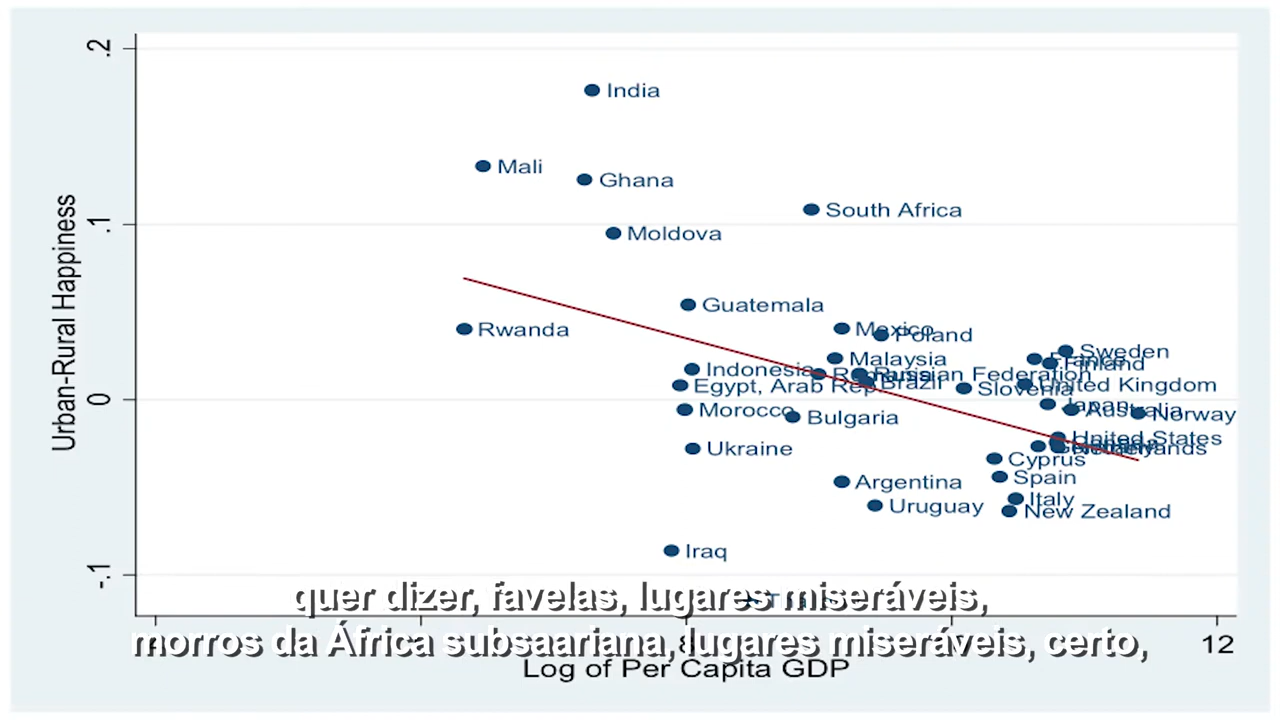 .2
India
Mali
Ghana
South Africa
.1
Moldova
Urban-Rural Happiness
Guatemala
Rwanda
Mexico
Poland
Sweden
Malaysia
France
Finland
Indonesia
Russian Federation
Egypt, Arab Rep
Brazil
United Kingdom
Slovenia
0
Japan
Morocco
Australia
Norway
Bulgaria
United States
Ukraine
Cyprus
Spain
Argentina
Italy
Uruguay
New Zealand
Iraq
-.1
quer dizer, favelas, lugares miseráveis,
morros da África subsaariana, lugares miseráveis, certo,
8
12
Log of Per Capita GDP